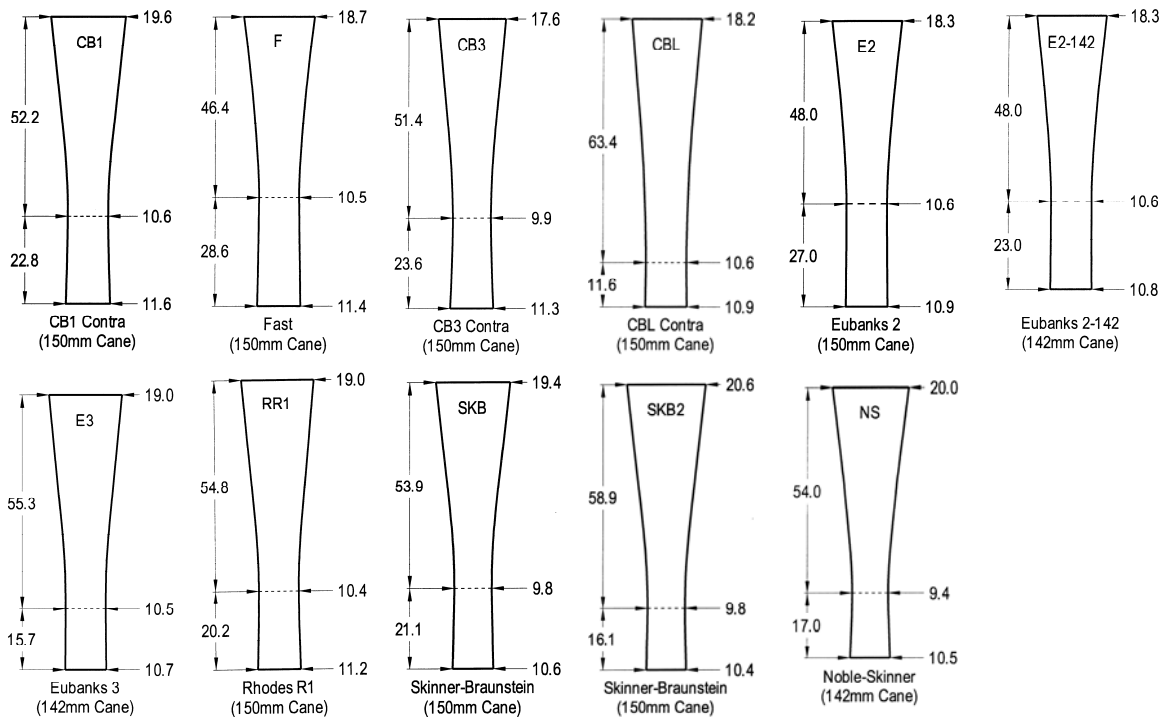 19.6
CB1
52.2
10.6
22.8
11.6
CB1 Contra
(150mm Cane)
18.7
F
46.4
10.5
28.6
11.4
Fast
(150mm Cane)
17.6
CB3
51.4
9.9
23.6
11.3
CB3 Contra
(150mm Cane)
18.2
CBL
63.4
10.6
11.6
10.9
CBL Contra
(150mm Cane)
18.3
E2
48.0
10.6
27.0
10.9
Eubanks 2
(150mm Cane)
18.3
E2-142
48.0
10.6
23.0
10.8
Eubanks 2-142
(142mm Cane)
19.0
E3
55.3
10.5
15.7
10.7
Eubanks 3
(142mm Cane)
19.0
RR1
54.8
10.4
20.2
11.2
Rhodes R1
(150mm Cane)
19.4
SKB
53.9
9.8
21.1
10.6
Skinner-Braunstein
(150mm Cane)
20.6
SKB2
58.9
9.8
16.1
10.4
Skinner-Braunstein
(150mm Cane)
20.0
NS
54.0
9.4
17.0
10.5
Noble-Skinner
(142mm Cane)